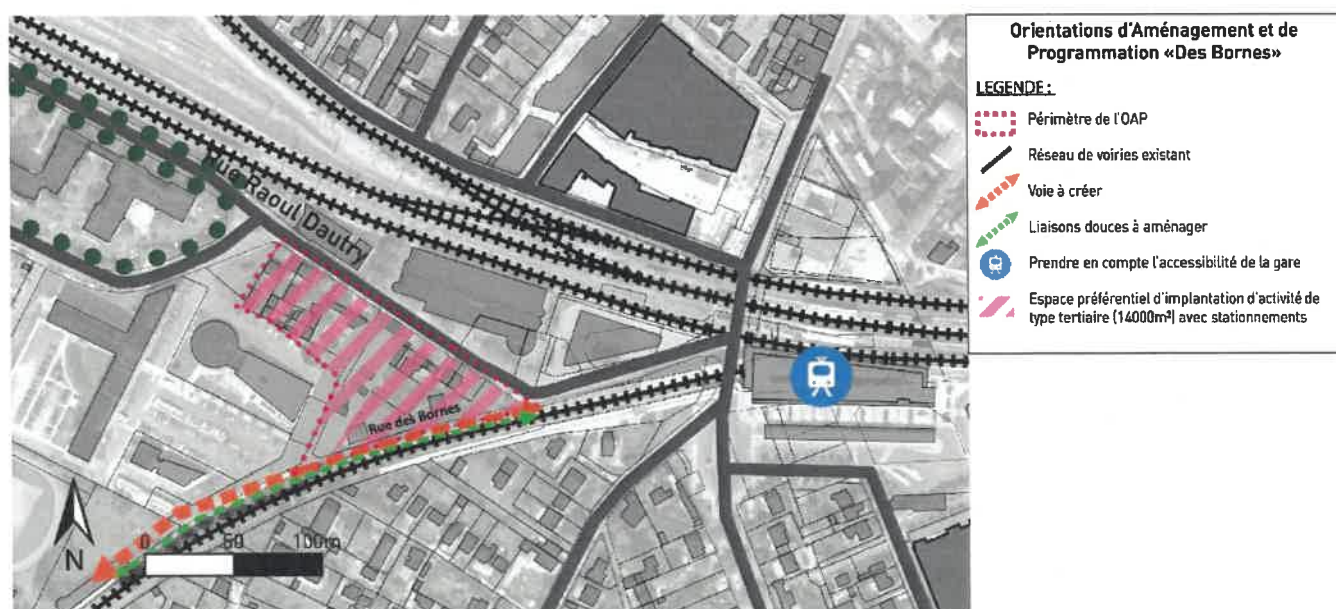 Orientations d'Aménagement et de
Programmation «Des Bornes»
LEGENDE :
Périmètre de l'OAP
Réseau de voiries existant
Voie à créer
Liaisons douces à aménager
Prendre en compte l'accessibilité de la gare
Espace préférentiel d'implantation d'activité de
type tertiaire (14000m²) avec stationnements
Rue Raoul Dautry
Rue des Bornes
N
0 50 100m